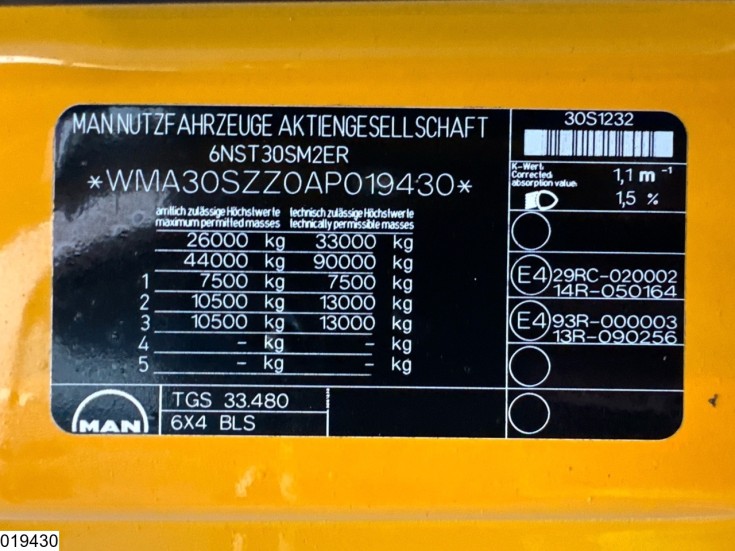 MAN NUTZFAHRZEUGE AKTIENGESELLSCHAFT
6NST30SM2ER
*WMA30SZZ0AP019430*
amtlich zulässige Höchstwerte technisch zulässige Höchstwerte
maximum permitted masses technically permissible masses
26000 kg 33000 kg
44000 kg 90000 kg
1 7500 kg 7500 kg
2 10500 kg 13000 kg
3 10500 kg 13000 kg
4 - kg - kg
5 - kg - kg
MAN
TGS 33.480
6X4 BLS
30S1232
K-Wert
Corrected
absorption value
1,1 m -1
1,5 %
E4 29RC-020002
14R-050164
E4 93R-000003
13R-090256
019430